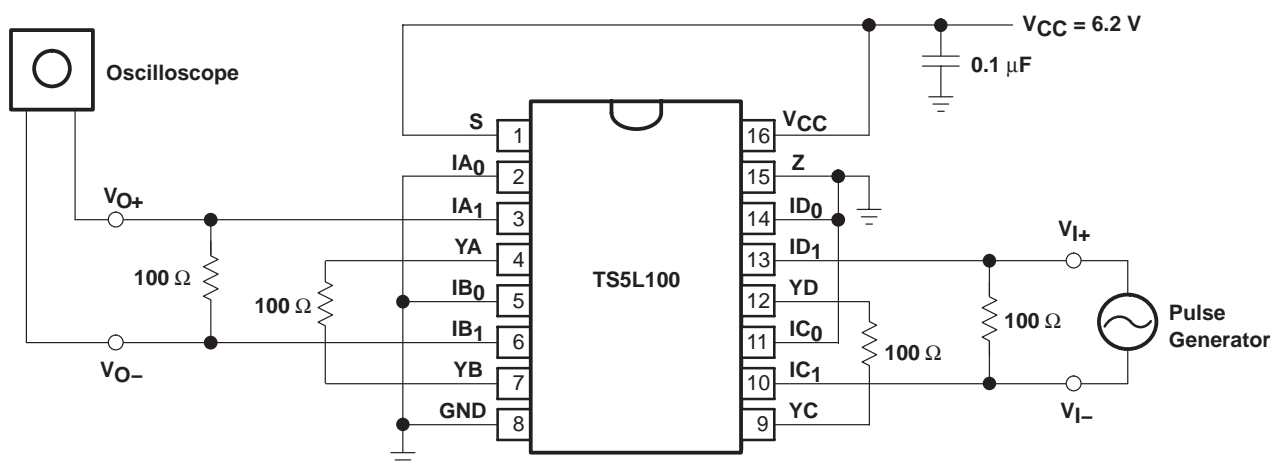 VCC = 6.2 V
0.1 μF
Oscilloscope
S 1
IA0 2
IA1 3
YA 4
IB0 5
IB1 6
YB 7
GND 8
TS5L100
16 VCC
15 Z
14 ID0
13 ID1
12 YD
11 IC0
10 IC1
9 YC
VO+
100 Ω
VO–
100 Ω
100 Ω
VI+
100 Ω
VI–
Pulse
Generator